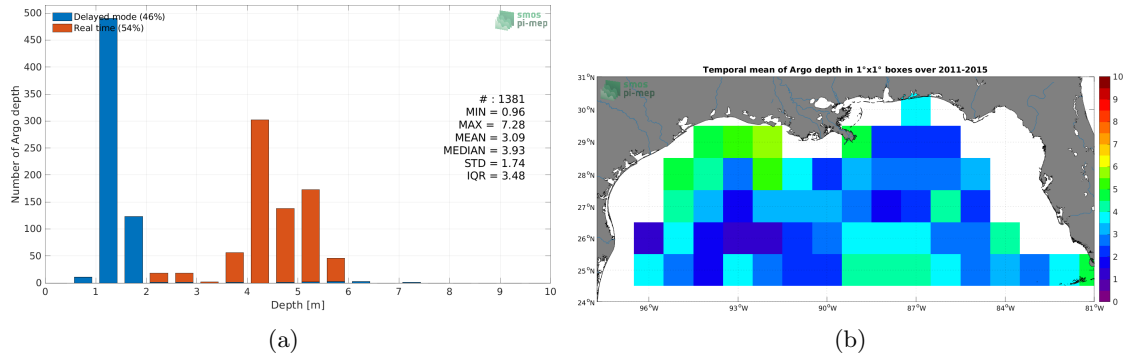 Delayed mode (46%)
Real time (54%)
smos
pi-mep
# : 1381
MIN = 0.96
MAX = 7.28
MEAN = 3.09
MEDIAN = 3.93
STD = 1.74
IQR = 3.48
Number of Argo depth
500
450
400
350
300
250
200
150
100
50
0
0 1 2 3 4 5 6 7 8 9 10
Depth [m]
(a)
Temporal mean of Argo depth in 1°x1° boxes over 2011-2015
smos
pi-mep
31°N
30°N
29°N
28°N
27°N
26°N
25°N
24°N
96°W 93°W 90°W 87°W 84°W 81°W
10
9
8
7
6
5
4
3
2
1
0
(b)